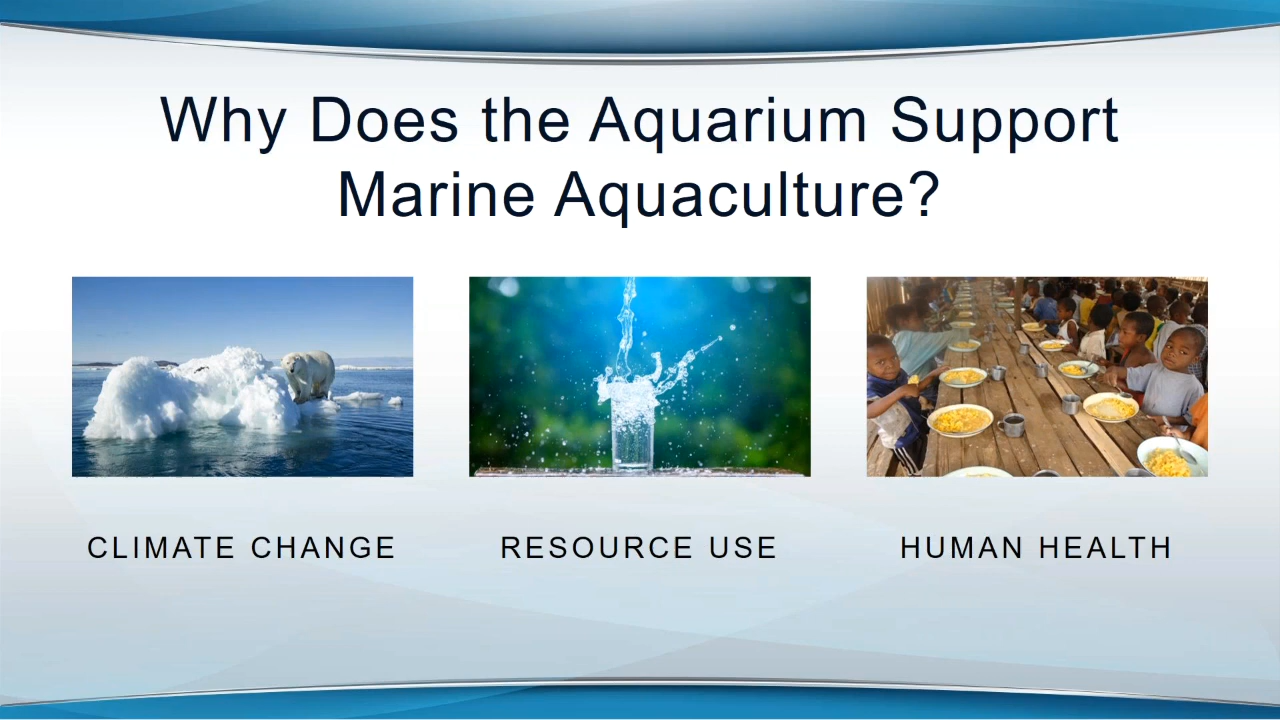 Why Does the Aquarium Support
Marine Aquaculture?
CLIMATE CHANGE
RESOURCE USE
HUMAN HEALTH